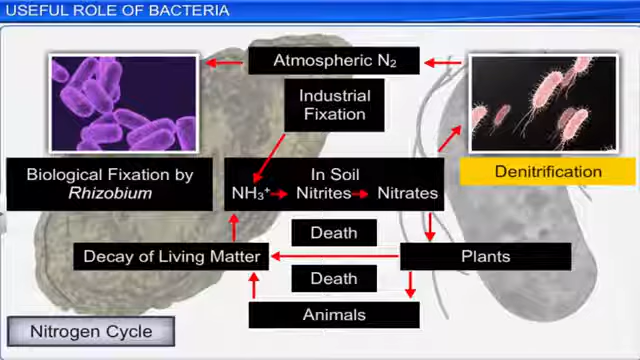 USEFUL ROLE OF BACTERIA
Atmospheric N₂
Industrial
Fixation
Biological Fixation by
Rhizobium
In Soil
NH₃⁺ Nitrites Nitrates
Denitrification
Death
Decay of Living Matter
Plants
Death
Animals
Nitrogen Cycle